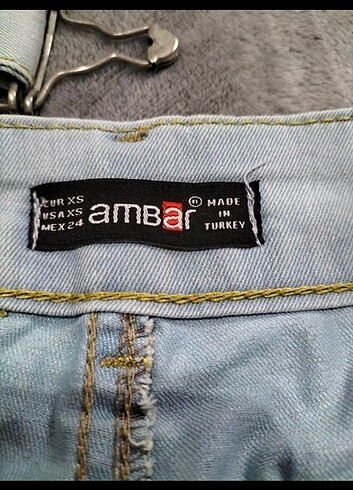 EUR XS
USA XS
MEX 24
ambar
®
MADE
IN
TURKEY